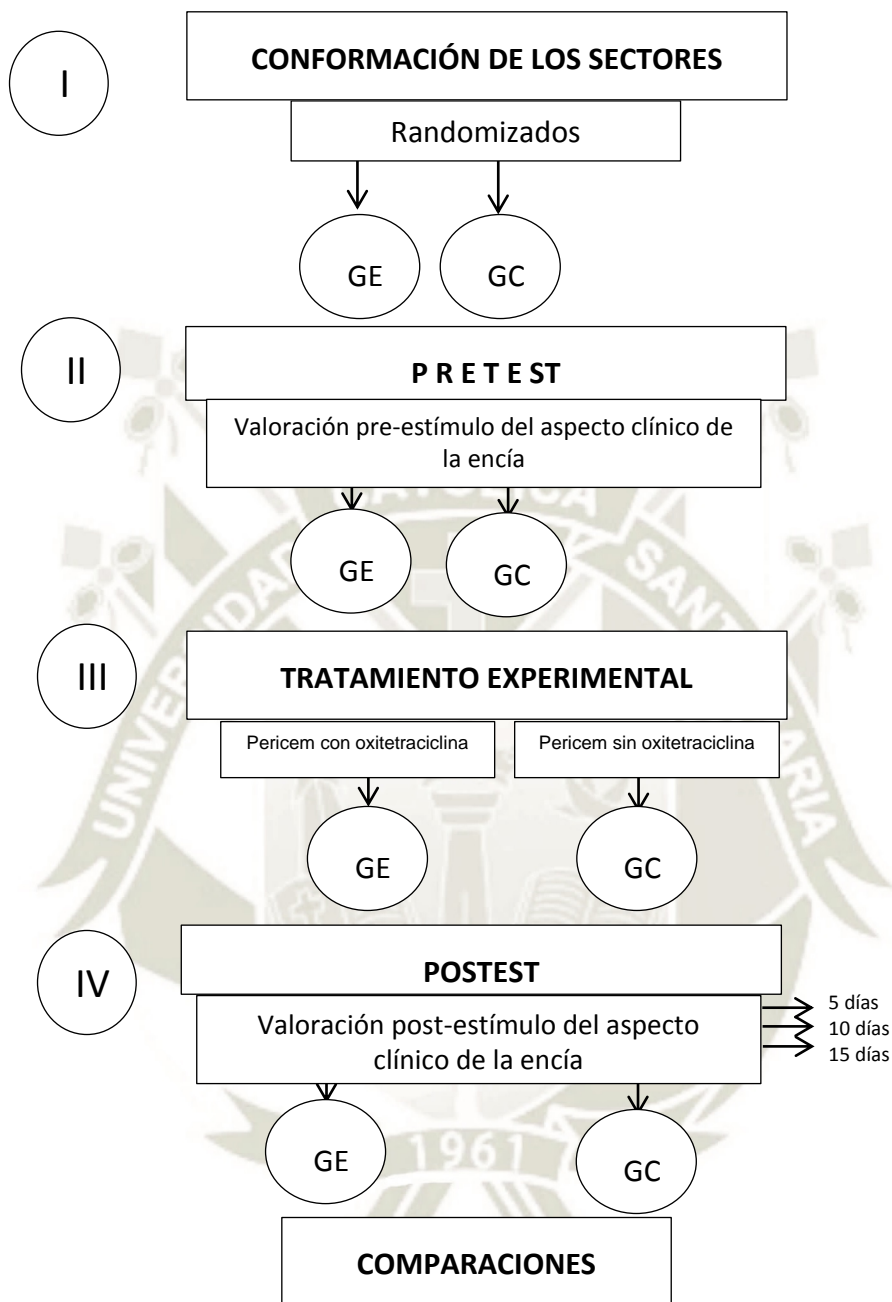 I
CONFORMACIÓN DE LOS SECTORES
Randomizados
GE
GC
II
P R E T E ST
Valoración pre-estímulo del aspecto clínico de
la encía
GE
GC
III
TRATAMIENTO EXPERIMENTAL
Pericem con oxitetraciclina
Pericem sin oxitetraciclina
GE
GC
IV
POSTEST
Valoración post-estímulo del aspecto
clínico de la encía
5 días
10 días
15 días
GE
GC
1961
COMPARACIONES